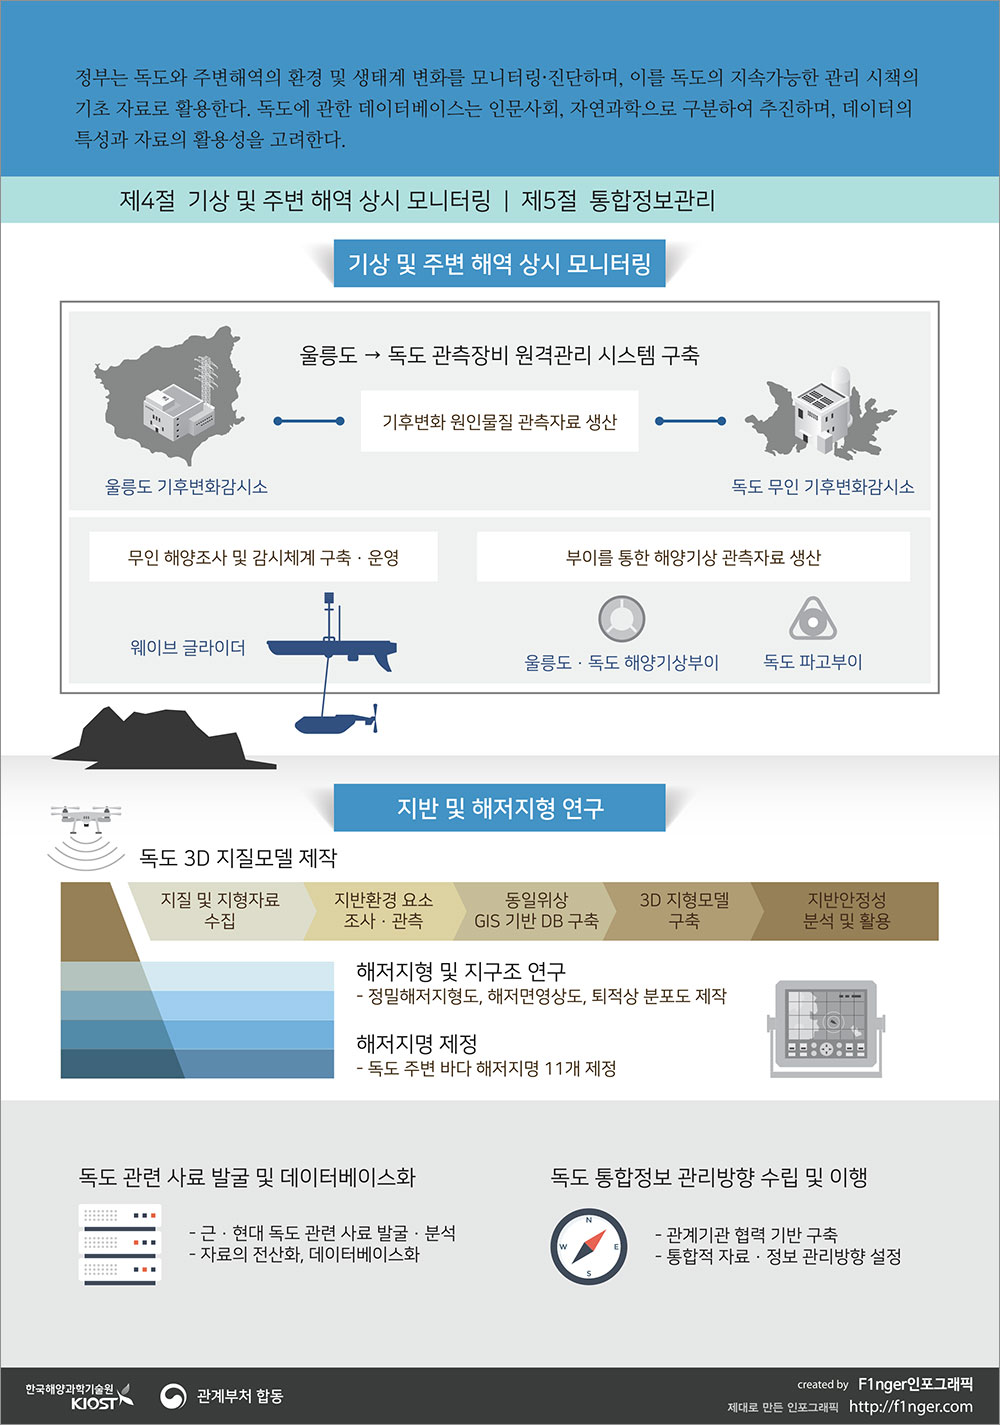 정부는 독도와 주변해역의 환경 및 생태계 변화를 모니터링·진단하며, 이를 독도의 지속가능한 관리 시책의
기초 자료로 활용한다. 독도에 관한 데이터베이스는 인문사회, 자연과학으로 구분하여 추진하며, 데이터의
특성과 자료의 활용성을 고려한다.
제4절 기상 및 주변 해역 상시 모니터링 | 제5절 통합정보관리
기상 및 주변 해역 상시 모니터링
울릉도 → 독도 관측장비 원격관리 시스템 구축
기후변화 원인물질 관측자료 생산
울릉도 기후변화감시소
독도 무인 기후변화감시소
무인 해양조사 및 감시체계 구축 · 운영
부이를 통한 해양기상 관측자료 생산
웨이브 글라이더
울릉도 · 독도 해양기상부이
독도 파고부이
지반 및 해저지형 연구
독도 3D 지질모델 제작
지질 및 지형자료
수집
지반환경 요소
조사 · 관측
동일위상
GIS 기반 DB 구축
3D 지형모델
구축
지반안정성
분석 및 활용
해저지형 및 지구조 연구
- 정밀해저지형도, 해저면영상도, 퇴적상 분포도 제작
해저지명 제정
- 독도 주변 바다 해저지명 11개 제정
독도 관련 사료 발굴 및 데이터베이스화
- 근 · 현대 독도 관련 사료 발굴 · 분석
- 자료의 전산화, 데이터베이스화
독도 통합정보 관리방향 수립 및 이행
N
W
E
S
- 관계기관 협력 기반 구축
- 통합적 자료 · 정보 관리방향 설정
한국해양과학기술원
KIOST
관계부처 합동
created by F1nger인포그래픽
제대로 만든 인포그래픽 http://f1nger.com